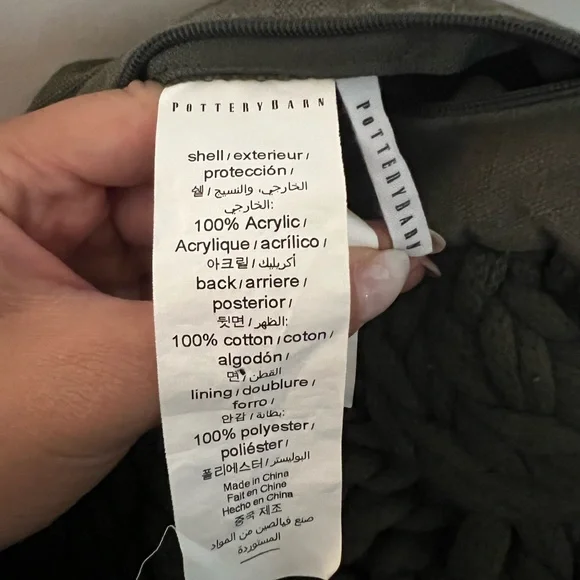 POTTERYBARN
shell / exterieur /
protección /
쉘 / الخارجي، والنسيج
الخارجي:
100% Acrylic /
Acrylique / acrílico /
아크릴 / أكريليك
back / arriere /
posterior /
뒷면 / الظهر:
100% cotton / coton /
algodón /
면 / القطن
lining / doublure /
forro /
안감 / بطانة:
100% polyester /
poliéster /
폴리에스터 / البوليستر
Made in China
Fait en Chine
Hecho en China
중국 제조
صنع فيالصين من المواد
المستوردة
POTTERYBARN